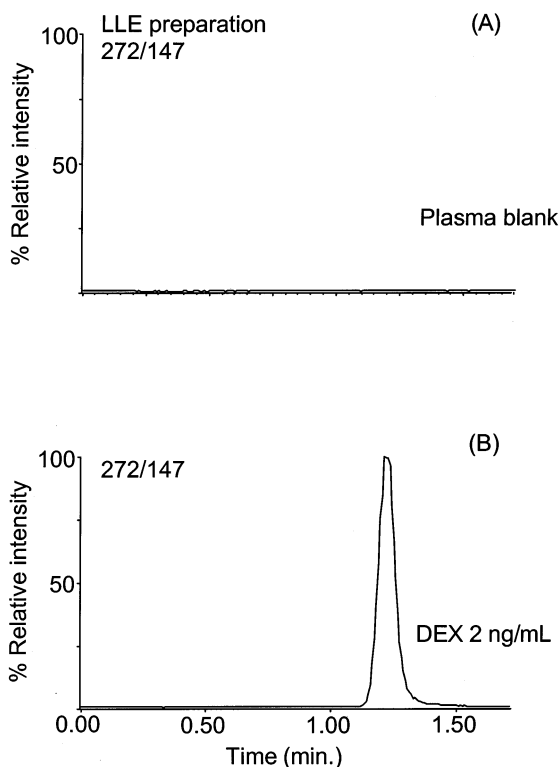 LLE preparation
(A)
272/147
100
50
% Relative intensity
Plasma blank
(B)
272/147
100
50
% Relative intensity
DEX 2 ng/mL
0.00 0.50 1.00 1.50
Time (min.)